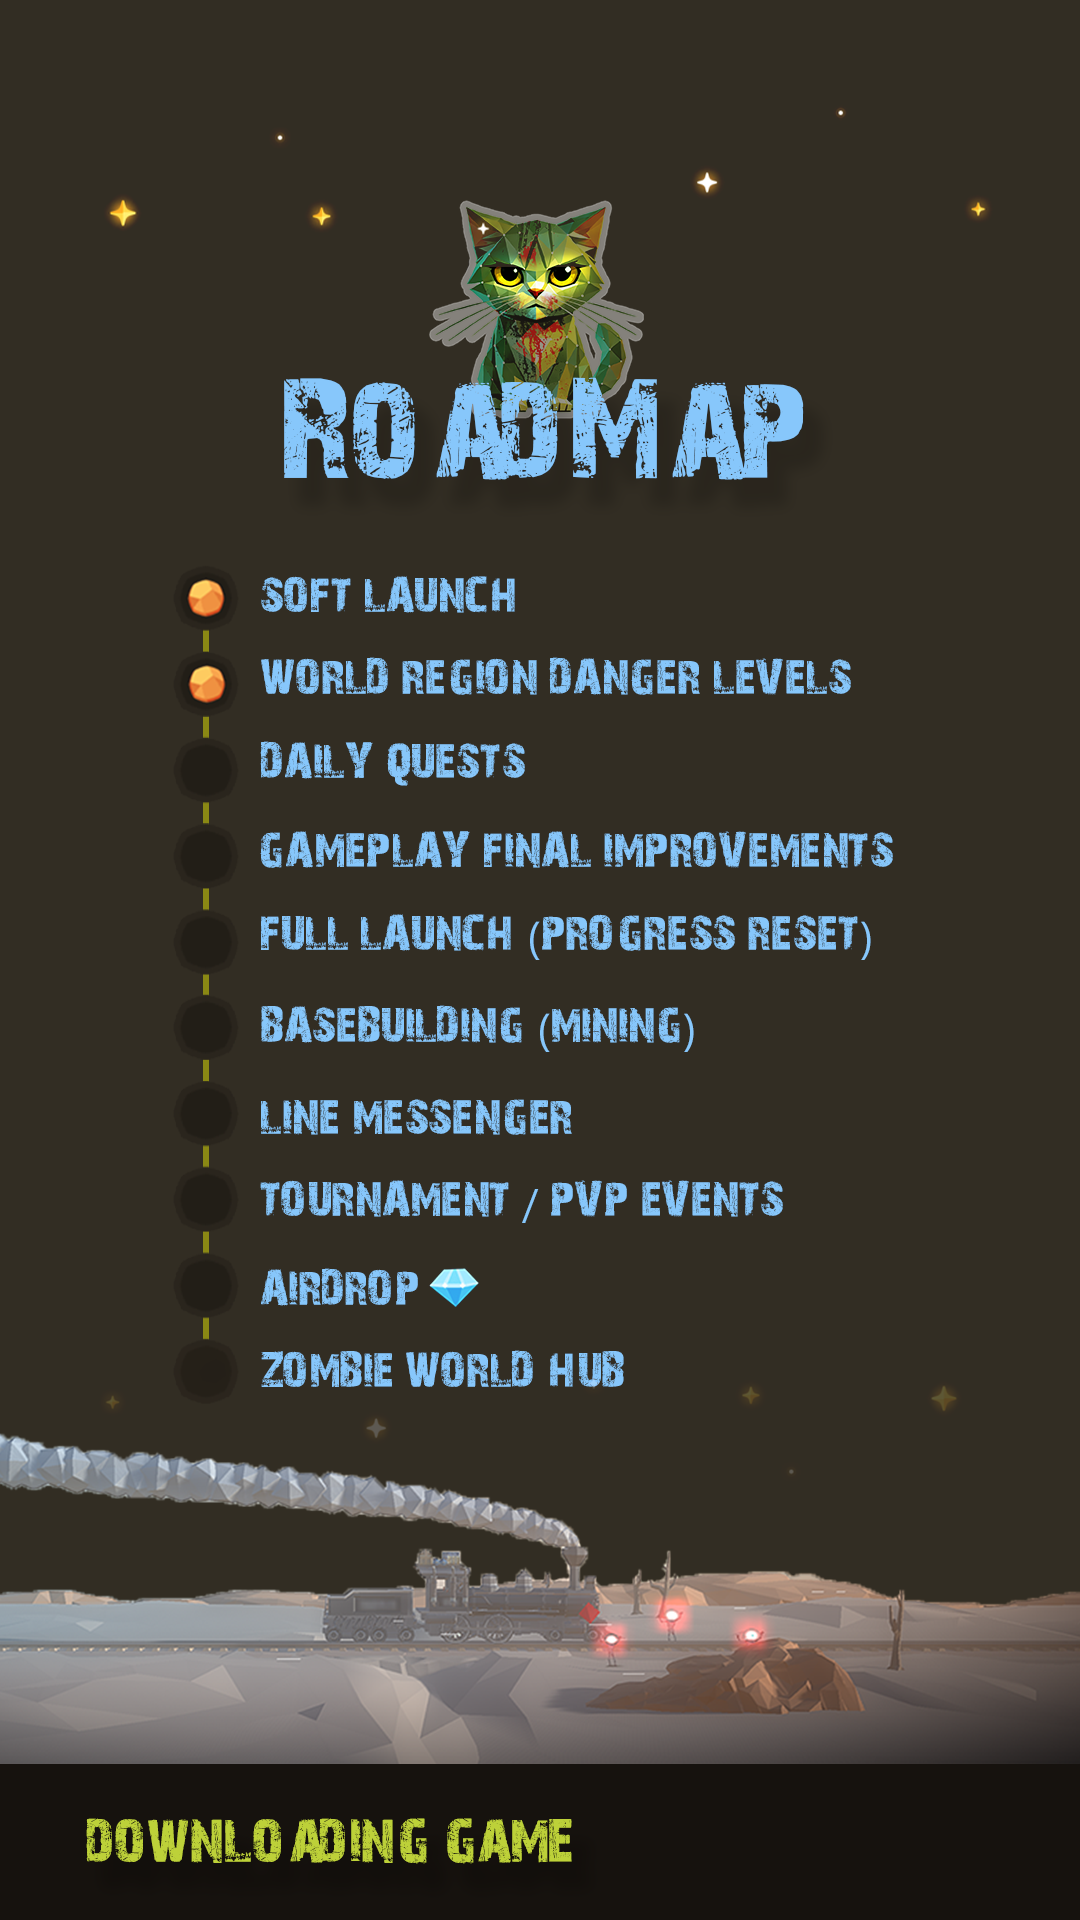 ROADMAP
SOFT LAUNCH
WORLD REGION DANGER LEVELS
DAILY QUESTS
GAMEPLAY FINAL IMPROVEMENTS
FULL LAUNCH (PROGRESS RESET)
BASEBUILDING (MINING)
LINE MESSENGER
TOURNAMENT / PVP EVENTS
AIRDROP 💎
ZOMBIE WORLD HUB
DOWNLOADING GAME